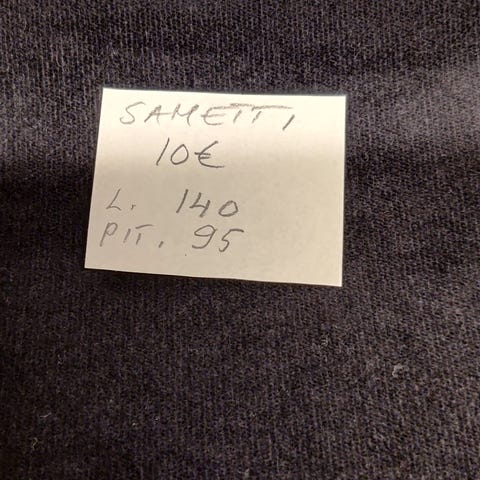 SAMETTI
10€
L. 140
PIT. 95